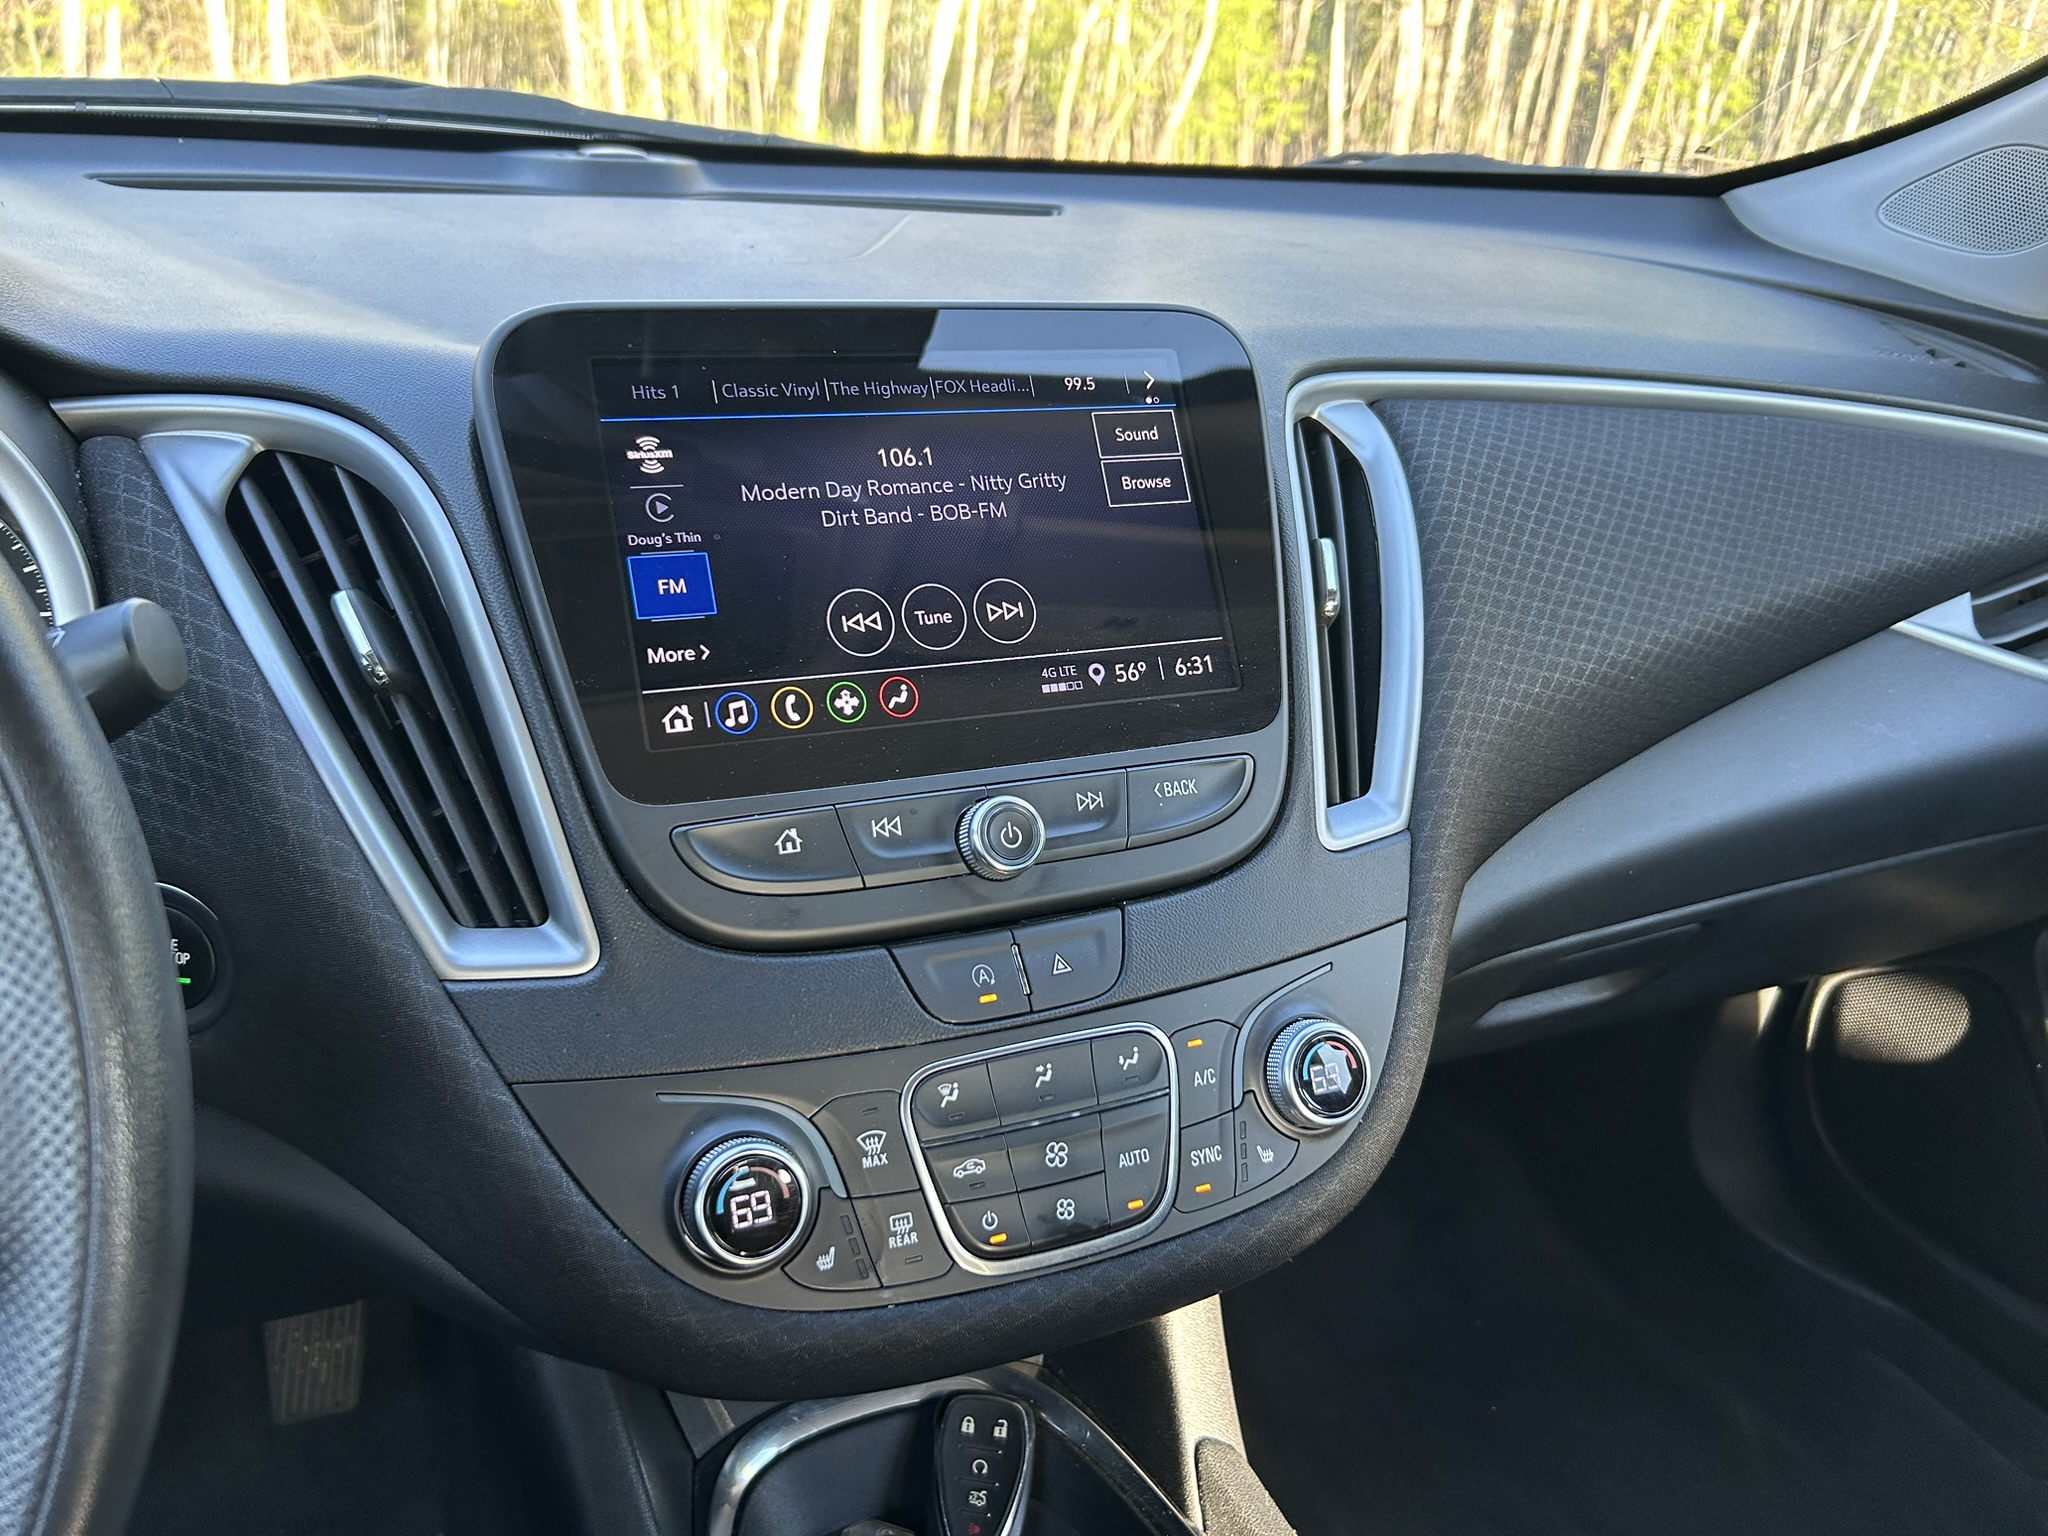 Hits 1 | Classic Vinyl | The Highway | FOX Headli... | 99.5
SiriusXM
Sound
106.1
Browse
Modern Day Romance - Nitty Gritty
Dirt Band - BOB-FM
Doug's Thin
FM
Tune
More
4G LTE
56° | 6:31
BACK
A
A/C
69
MAX
AUTO
SYNC
69
REAR